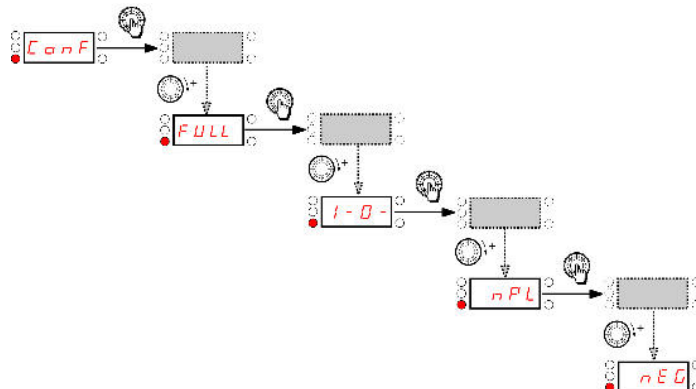 ConF
+
FULL
+
I-O-
+
nPL
+
nEG